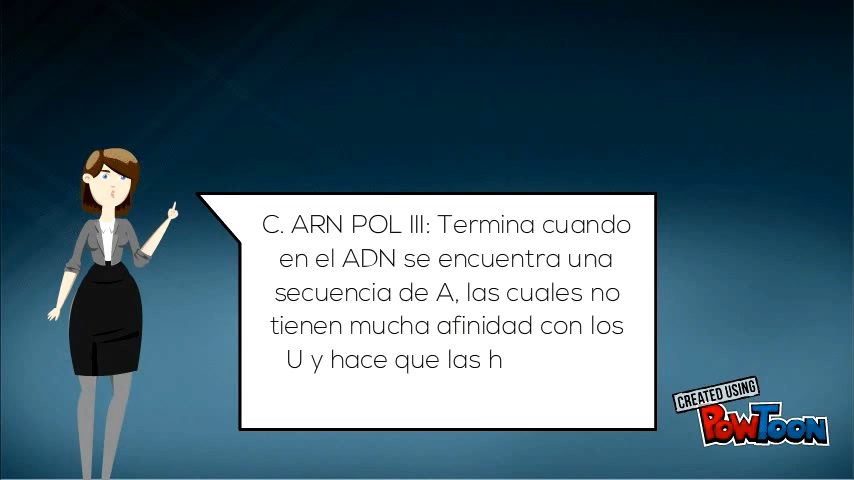 C. ARN POL III: Termina cuando
en el ADN se encuentra una
secuencia de A, las cuales no
tienen mucha afinidad con los
U y hace que las h
CREATED USING
POWTOON